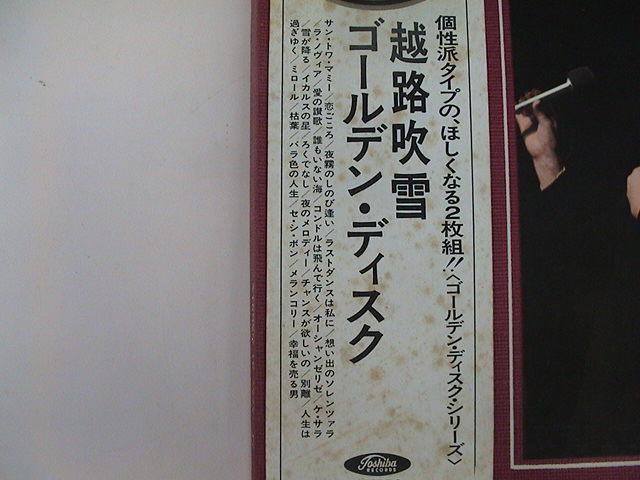 個性派タイプの、ほしくなる2枚組!!〈ゴールデン・ディスク・シリーズ〉
越路吹雪
ゴールデン・ディスク
サン・トワ・マミー／恋ごころ／夜霧のしのび逢い／ラストダンスは私に／想い出のソレンツァラ
／ラ・ノヴィア／愛の讃歌／誰もいない海／コンドルは飛んで行く／オーシャンゼリゼ／ケ・サラ
／雪が降る／イカルスの星／ろくでなし／夜のメロディー／チャンスが欲しいの／別離／人生は
過ぎゆく／ミロール／枯葉／バラ色の人生／セ・シ・ボン／メランコリー／幸福を売る男
Toshiba
RECORDS